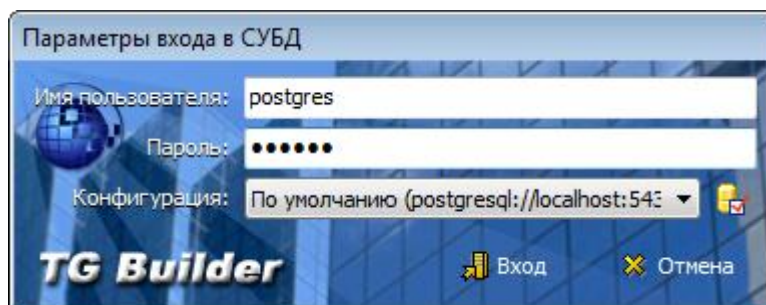 Параметры входа в СУБД
Имя пользователя: postgres
Пароль: ••••••
Конфигурация: По умолчанию (postgresql://localhost:543
TG Builder Вход Отмена